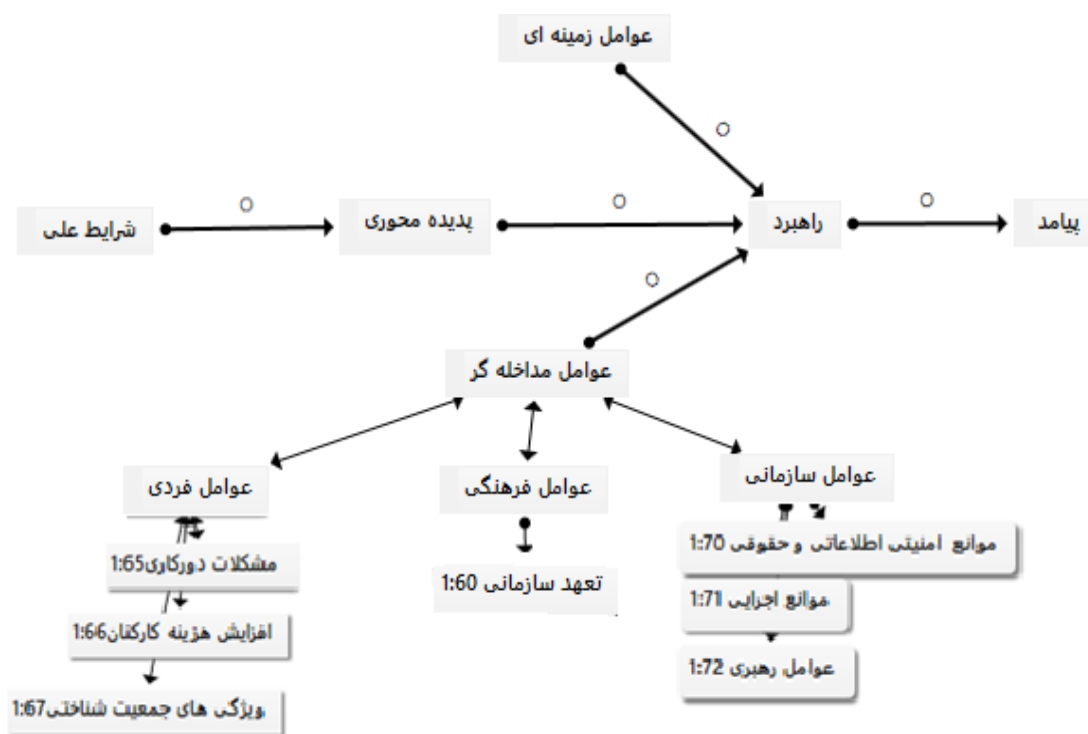 عوامل زمینه ای
O
شرایط علی
O
پدیده محوری
O
راهبرد
O
پیامد
O
عوامل مداخله گر
عوامل سازمانی
عوامل فرهنگی
عوامل فردی
موانع امنیتی اطلاعاتی و حقوقی 1:70
موانع اجرایی 1:71
عوامل رهبری 1:72
تعهد سازمانی 1:60
مشکلات دورکاری1:65
افزایش هزینه کارکنان1:66
ویژگی های جمعیت شناختی1:67